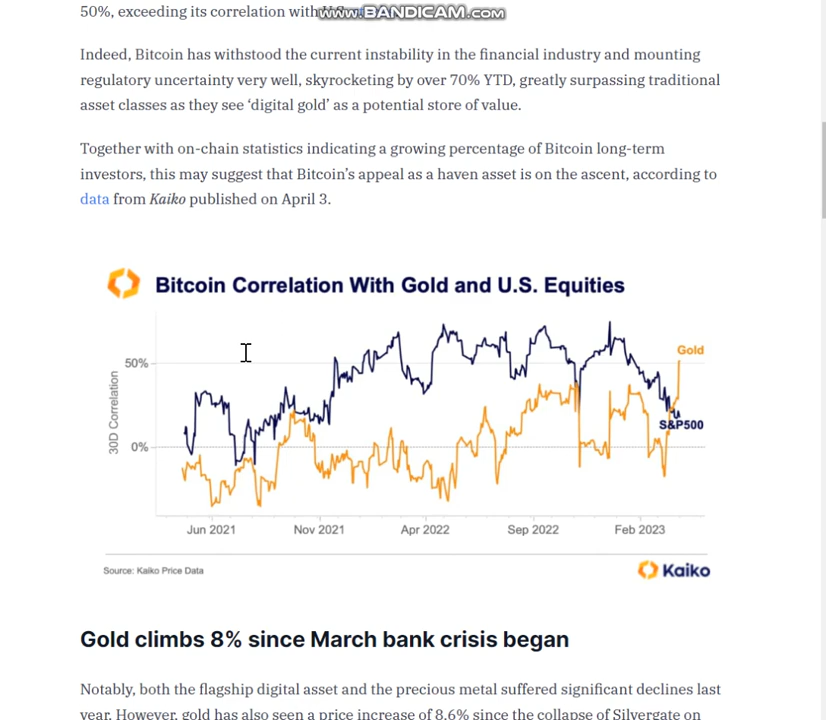 50%, exceeding its correlation with
www.BANDICAM.com
Indeed, Bitcoin has withstood the current instability in the financial industry and mounting
regulatory uncertainty very well, skyrocketing by over 70% YTD, greatly surpassing traditional
asset classes as they see ‘digital gold’ as a potential store of value.
Together with on-chain statistics indicating a growing percentage of Bitcoin long-term
investors, this may suggest that Bitcoin’s appeal as a haven asset is on the ascent, according to
data from Kaiko published on April 3.
Bitcoin Correlation With Gold and U.S. Equities
Gold
50%
30D Correlation
S&P500
0%
Jun 2021 Nov 2021 Apr 2022 Sep 2022 Feb 2023
Source: Kaiko Price Data
Kaiko
Gold climbs 8% since March bank crisis began
Notably, both the flagship digital asset and the precious metal suffered significant declines last
year. However, gold has also seen a price increase of 8.6% since the collapse of Silvergate on